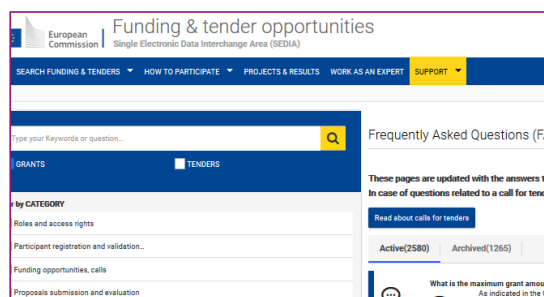 European
Commission
Funding & tender opportunities
Single Electronic Data Interchange Area (SEDIA)
SEARCH FUNDING & TENDERS HOW TO PARTICIPATE PROJECTS & RESULTS WORK AS AN EXPERT SUPPORT
Type your Keywords or question...
GRANTS TENDERS
by CATEGORY
Roles and access rights
Participant registration and validation...
Funding opportunities, calls
Proposals submission and evaluation
Frequently Asked Questions (F
These pages are updated with the answers t
In case of questions related to a call for tend
Read about calls for tenders
Active(2580) Archived(1265)
What is the maximum grant amou
As indicated in the